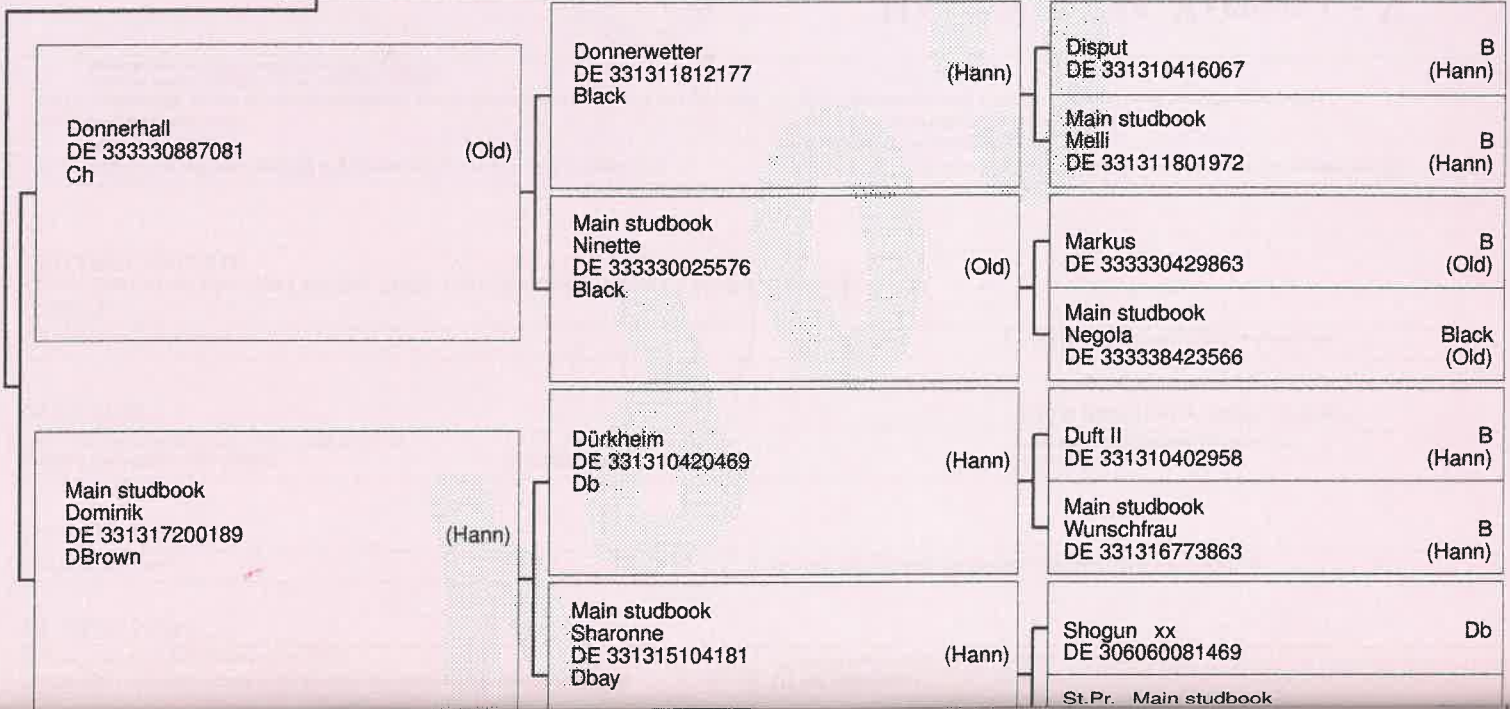 Donnerhall
DE 333330887081 (Old)
Ch
Main studbook
Dominik
DE 331317200189 (Hann)
DBrown
Donnerwetter
DE 331311812177 (Hann)
Black
Main studbook
Ninette
DE 333330025576 (Old)
Black
Dürkheim
DE 331310420469 (Hann)
Db
Main studbook
Sharonne
DE 331315104181 (Hann)
Dbay
Disput B
DE 331310416067 (Hann)
Main studbook
Melli B
DE 331311801972 (Hann)
Markus B
DE 333330429863 (Old)
Main studbook
Negola Black
DE 333338423566 (Old)
Duft II B
DE 331310402958 (Hann)
Main studbook
Wunschfrau B
DE 331316773863 (Hann)
Shogun xx Db
DE 306060081469
St.Pr. Main studbook